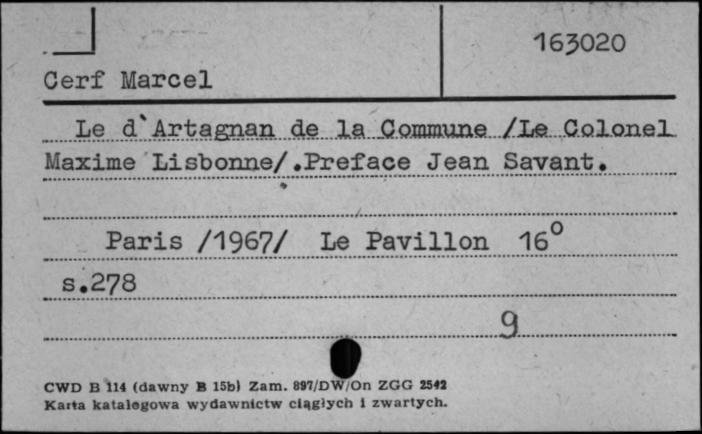 163020
Cerf Marcel
Le d`Artagnan de la Commune /Le Colonel
Maxime Lisbonne/.Preface Jean Savant.
Paris /1967/ Le Pavillon 16°
s.278
9
CWD B 114 (dawny B 15b) Zam. 897/DW/On ZGG 2542
Karta katalogowa wydawnictw ciągłych i zwartych.